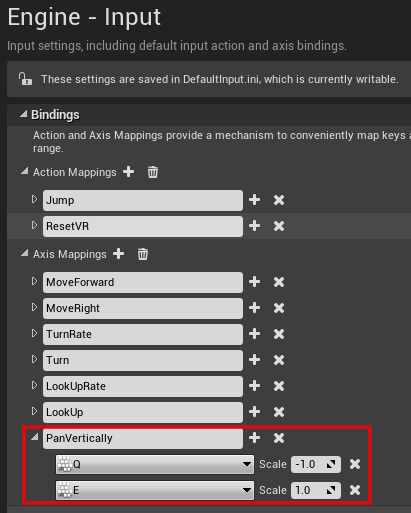 Engine - Input
Input settings, including default input action and axis bindings.
These settings are saved in DefaultInput.ini, which is currently writable.
Bindings
Action and Axis Mappings provide a mechanism to conveniently map keys a
range.
Action Mappings
Jump
ResetVR
Axis Mappings
MoveForward
MoveRight
TurnRate
Turn
LookUpRate
LookUp
PanVertically
Q Scale -1.0
E Scale 1.0